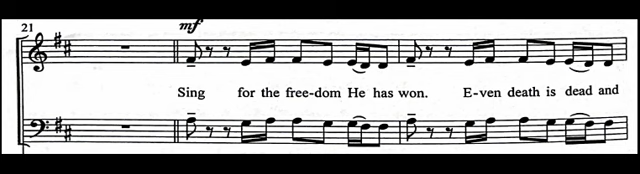 21
mf
Sing for the free-dom He has won. E-ven death is dead and